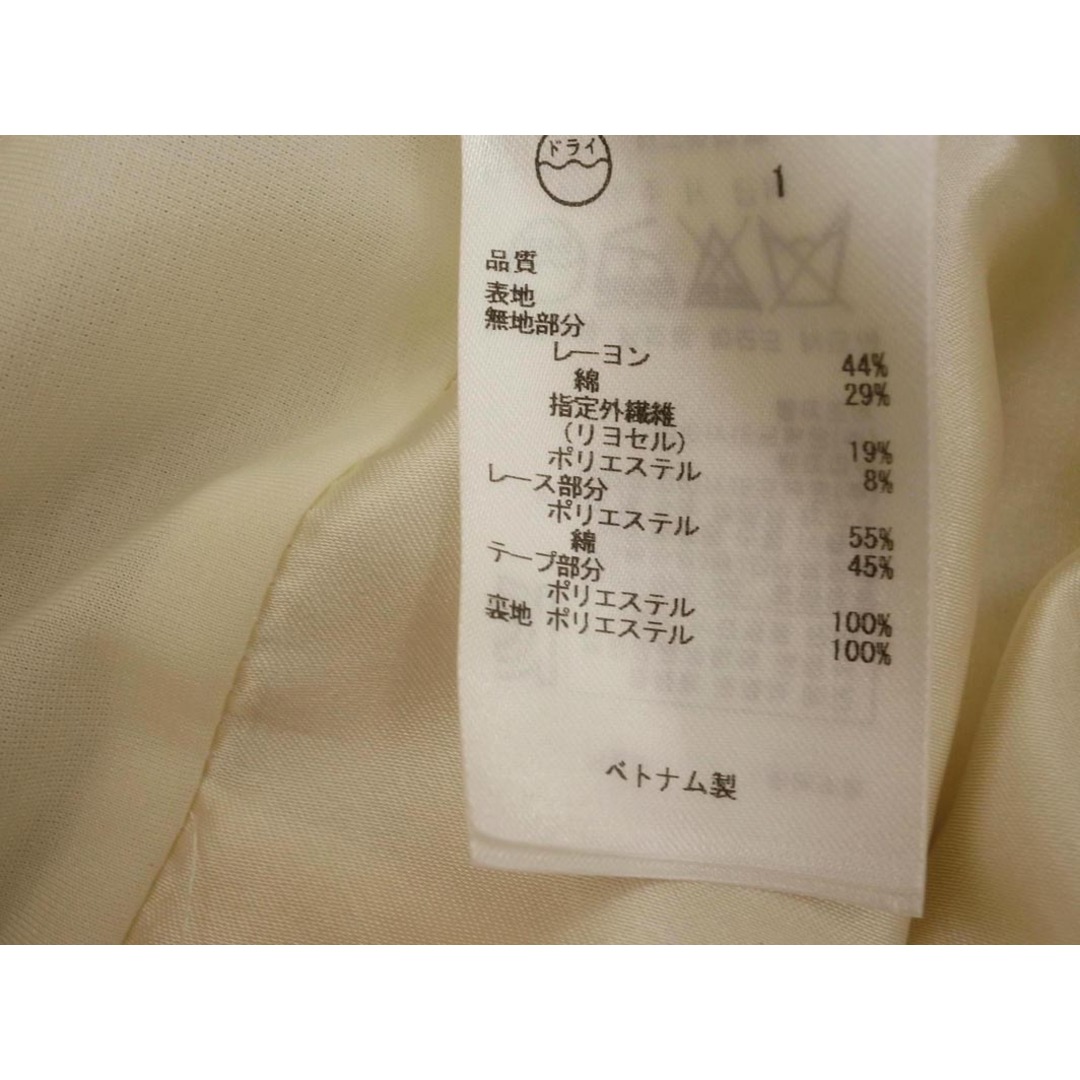 ドライ
1
品質
表地
無地部分
レーヨン 44%
綿 29%
指定外繊維
(リヨセル) 19%
ポリエステル 8%
レース部分
ポリエステル 55%
綿 45%
テープ部分
ポリエステル 100%
裏地 ポリエステル 100%
ベトナム製